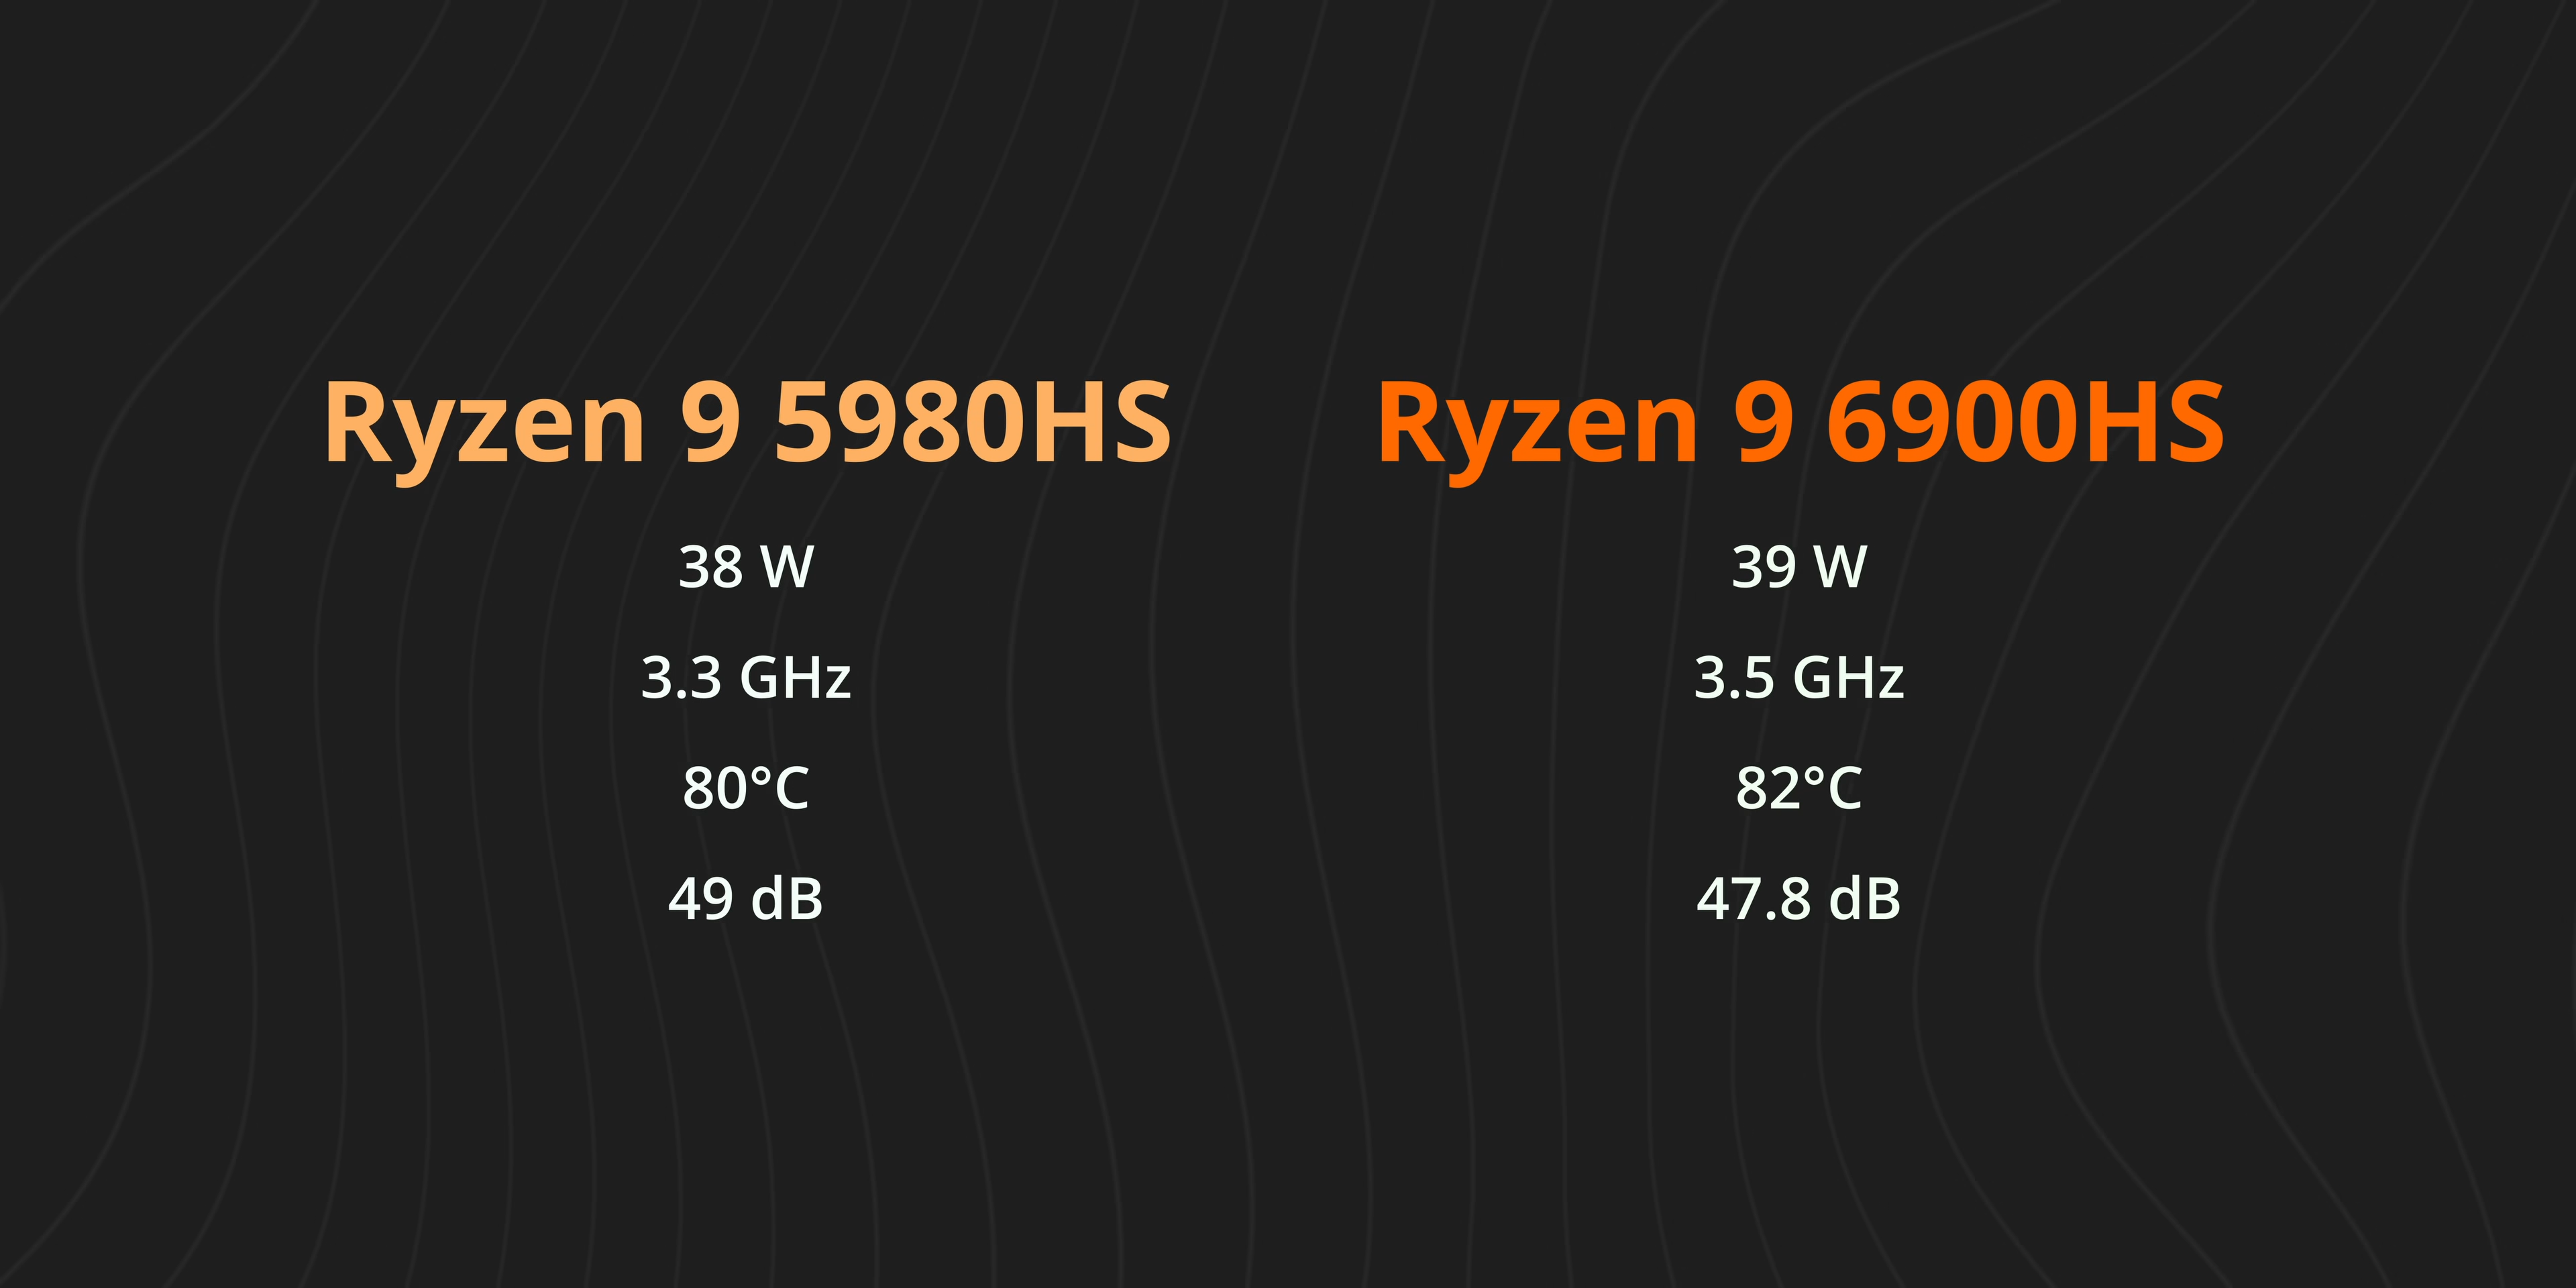 Ryzen 9 5980HS
38 W
3.3 GHz
80°C
49 dB
Ryzen 9 6900HS
39 W
3.5 GHz
82°C
47.8 dB